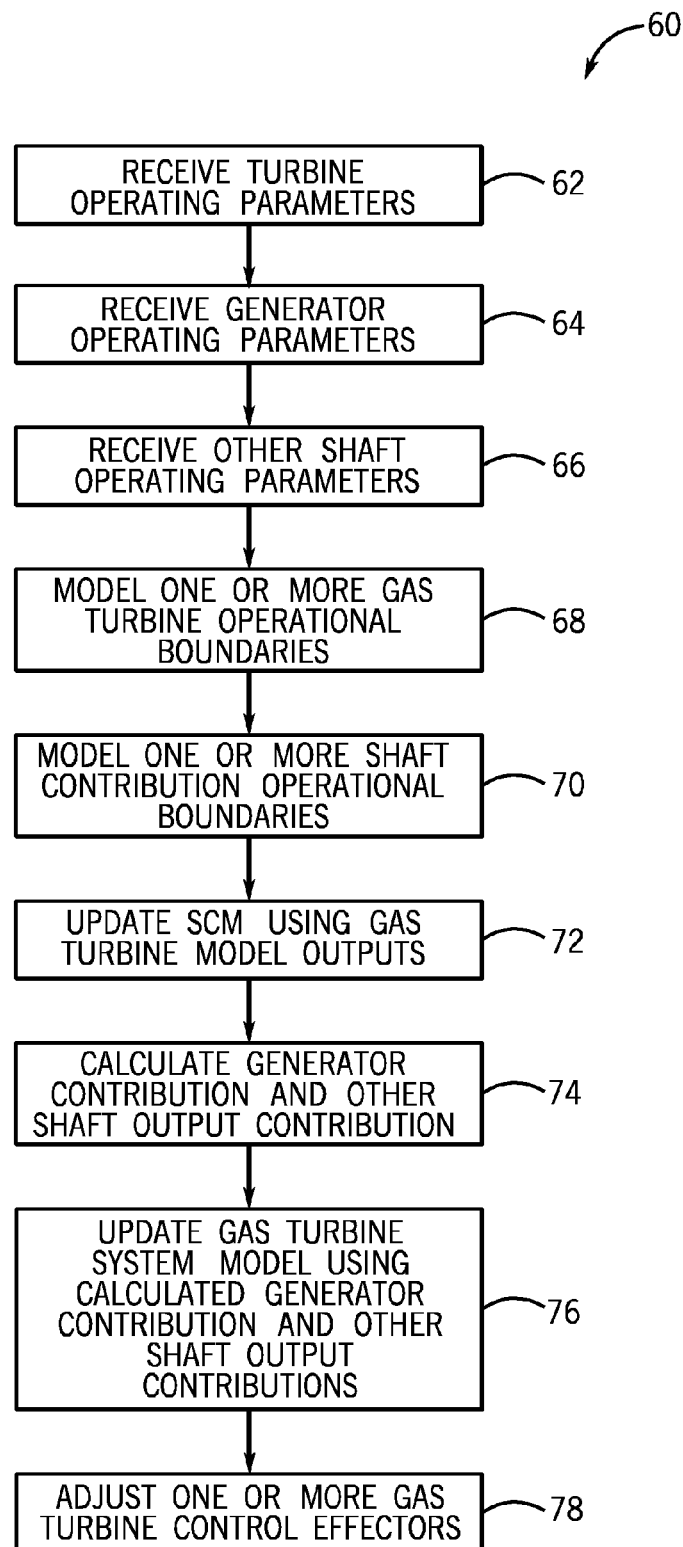 60
RECEIVE TURBINE
OPERATING PARAMETERS
62
RECEIVE GENERATOR
OPERATING PARAMETERS
64
RECEIVE OTHER SHAFT
OPERATING PARAMETERS
66
MODEL ONE OR MORE GAS
TURBINE OPERATIONAL
BOUNDARIES
68
MODEL ONE OR MORE SHAFT
CONTRIBUTION OPERATIONAL
BOUNDARIES
70
UPDATE SCM USING GAS
TURBINE MODEL OUTPUTS
72
CALCULATE GENERATOR
CONTRIBUTION AND OTHER
SHAFT OUTPUT CONTRIBUTION
74
UPDATE GAS TURBINE
SYSTEM MODEL USING
CALCULATED GENERATOR
CONTRIBUTION AND OTHER
SHAFT OUTPUT
CONTRIBUTIONS
76
ADJUST ONE OR MORE GAS
TURBINE CONTROL EFFECTORS
78